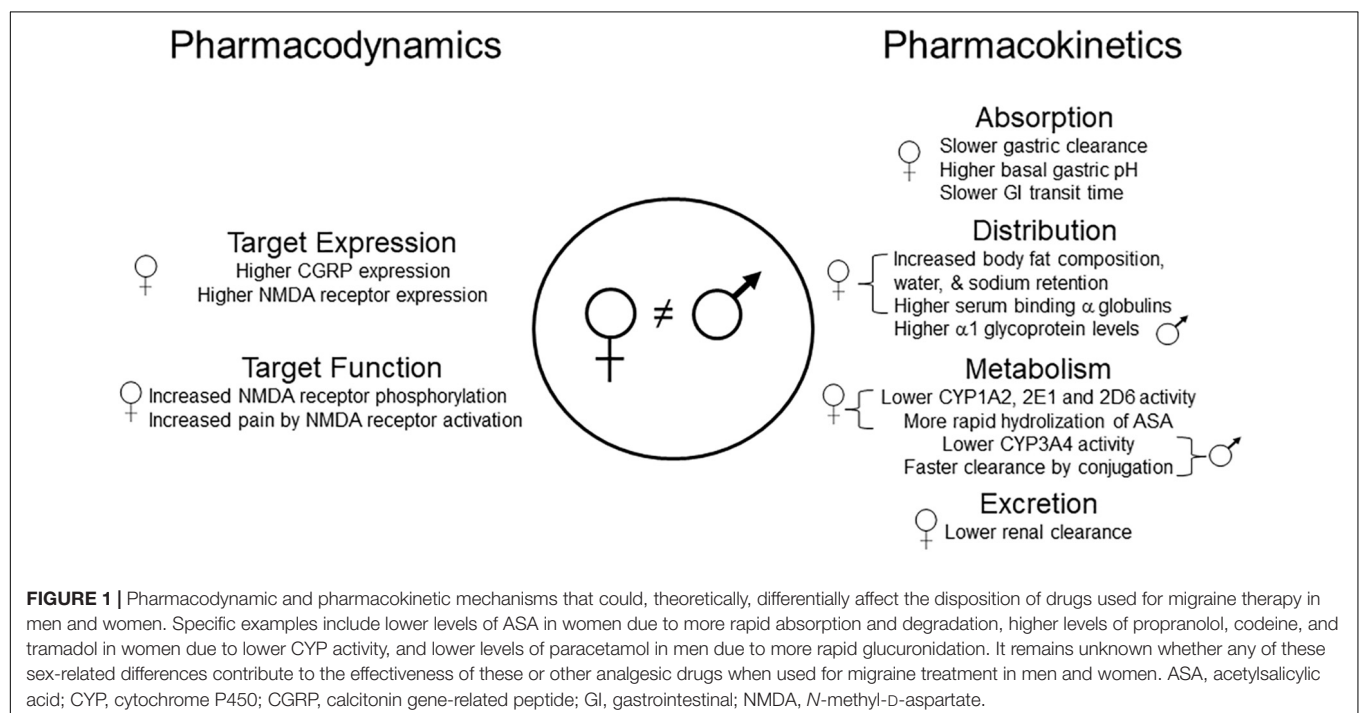 Pharmacodynamics
Target Expression
Higher CGRP expression
Higher NMDA receptor expression
Target Function
Increased NMDA receptor phosphorylation
Increased pain by NMDA receptor activation
♀ ≠ ♂
Pharmacokinetics
Absorption
Slower gastric clearance
Higher basal gastric pH
Slower GI transit time
Distribution
Increased body fat composition,
water, & sodium retention
Higher serum binding α globulins
Higher α1 glycoprotein levels
Metabolism
Lower CYP1A2, 2E1 and 2D6 activity
More rapid hydrolization of ASA
Lower CYP3A4 activity
Faster clearance by conjugation
Excretion
Lower renal clearance
FIGURE 1 | Pharmacodynamic and pharmacokinetic mechanisms that could, theoretically, differentially affect the disposition of drugs used for migraine therapy in
men and women. Specific examples include lower levels of ASA in women due to more rapid absorption and degradation, higher levels of propranolol, codeine, and
tramadol in women due to lower CYP activity, and lower levels of paracetamol in men due to more rapid glucuronidation. It remains unknown whether any of these
sex-related differences contribute to the effectiveness of these or other analgesic drugs when used for migraine treatment in men and women. ASA, acetylsalicylic
acid; CYP, cytochrome P450; CGRP, calcitonin gene-related peptide; GI, gastrointestinal; NMDA, N-methyl-D-aspartate.